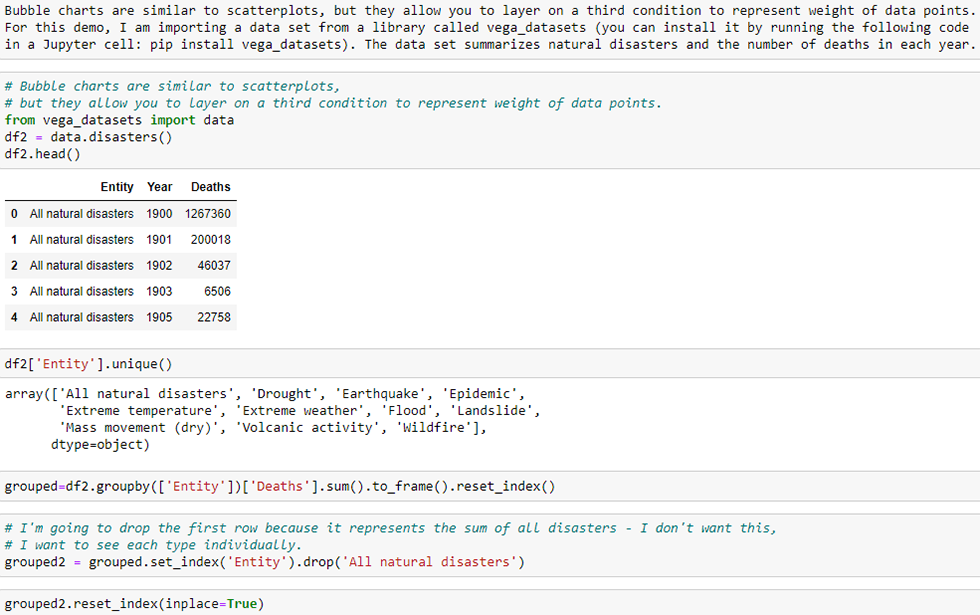 Bubble charts are similar to scatterplots, but they allow you to layer on a third condition to represent weight of data points.
For this demo, I am importing a data set from a library called vega_datasets (you can install it by running the following code
in a Jupyter cell: pip install vega_datasets). The data set summarizes natural disasters and the number of deaths in each year.
# Bubble charts are similar to scatterplots,
# but they allow you to layer on a third condition to represent weight of data points.
from vega_datasets import data
df2 = data.disasters()
df2.head()
Entity Year Deaths
0 All natural disasters 1900 1267360
1 All natural disasters 1901 200018
2 All natural disasters 1902 46037
3 All natural disasters 1903 6506
4 All natural disasters 1905 22758
df2['Entity'].unique()
array(['All natural disasters', 'Drought', 'Earthquake', 'Epidemic',
'Extreme temperature', 'Extreme weather', 'Flood', 'Landslide',
'Mass movement (dry)', 'Volcanic activity', 'Wildfire'],
dtype=object)
grouped=df2.groupby(['Entity'])['Deaths'].sum().to_frame().reset_index()
# I'm going to drop the first row because it represents the sum of all disasters - I don't want this,
# I want to see each type individually.
grouped2 = grouped.set_index('Entity').drop('All natural disasters')
grouped2.reset_index(inplace=True)